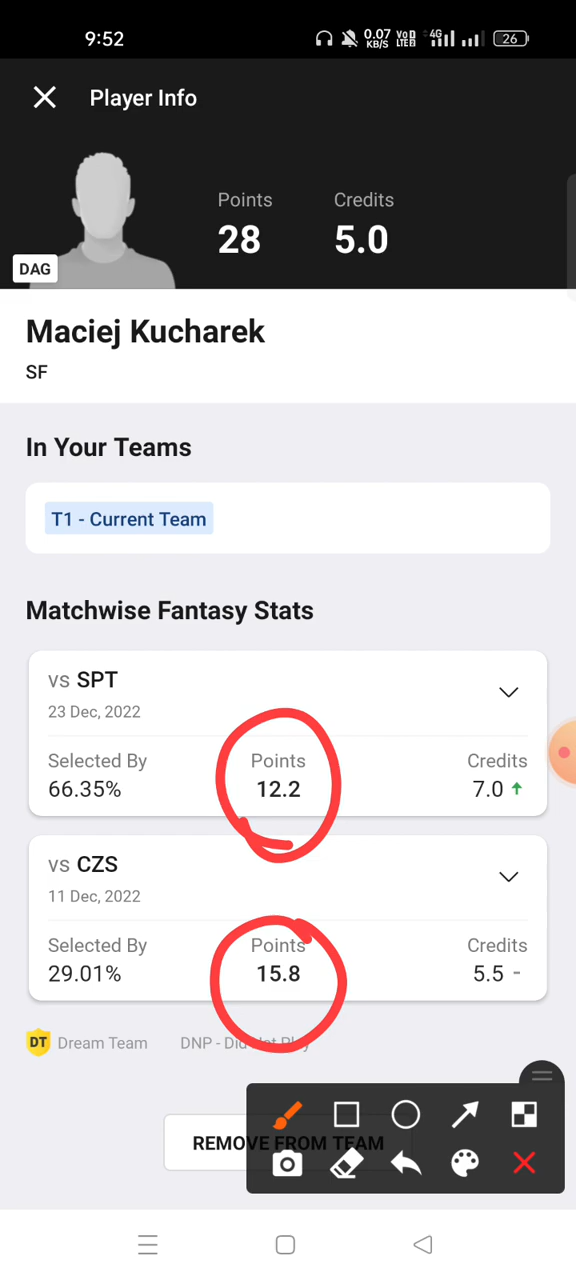 9:52
0.07
KB/S
VoD
LTE2
4G
26
Player Info
Points
Credits
28
5.0
DAG
Maciej Kucharek
SF
In Your Teams
T1 - Current Team
Matchwise Fantasy Stats
vs SPT
23 Dec, 2022
Selected By
Points
Credits
66.35%
12.2
7.0
vs CZS
11 Dec, 2022
Selected By
Points
Credits
29.01%
15.8
5.5 -
DT Dream Team
DNP - Did Not Play
REMOVE FROM TEAM